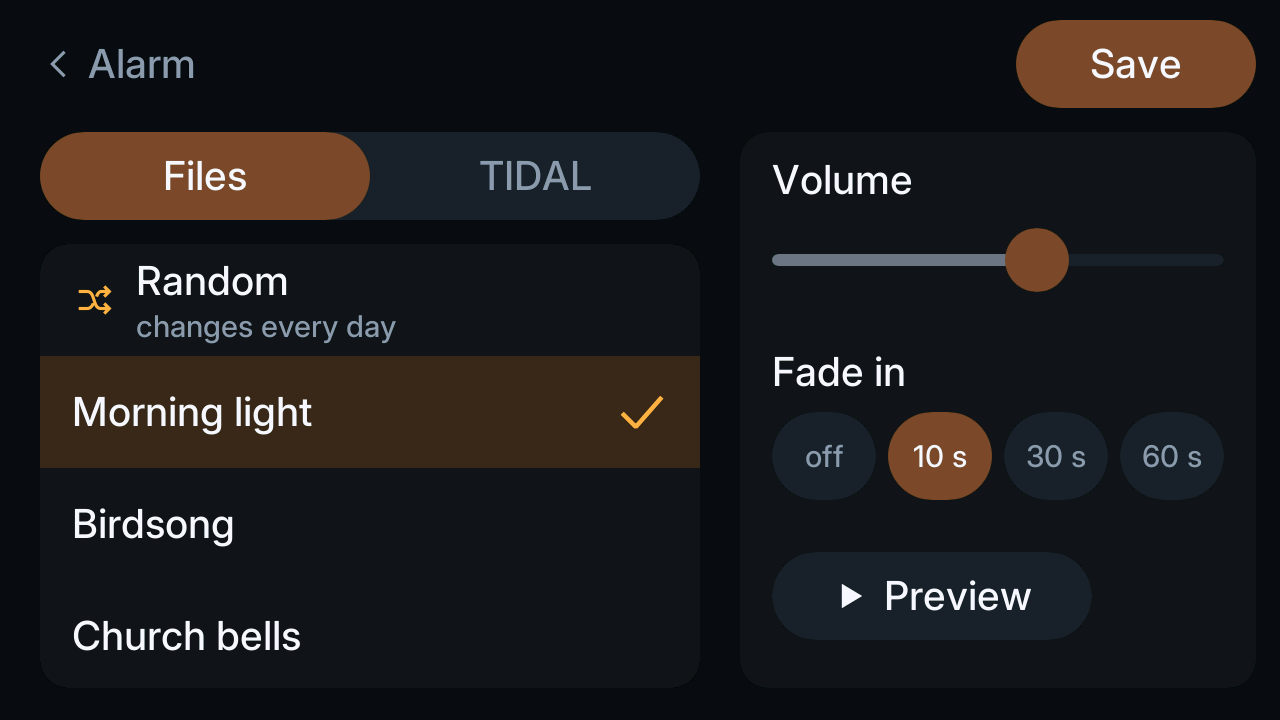 Alarm
Save
Files
TIDAL
Random
changes every day
Morning light
Birdsong
Church bells
Volume
Fade in
off
10 s
30 s
60 s
Preview